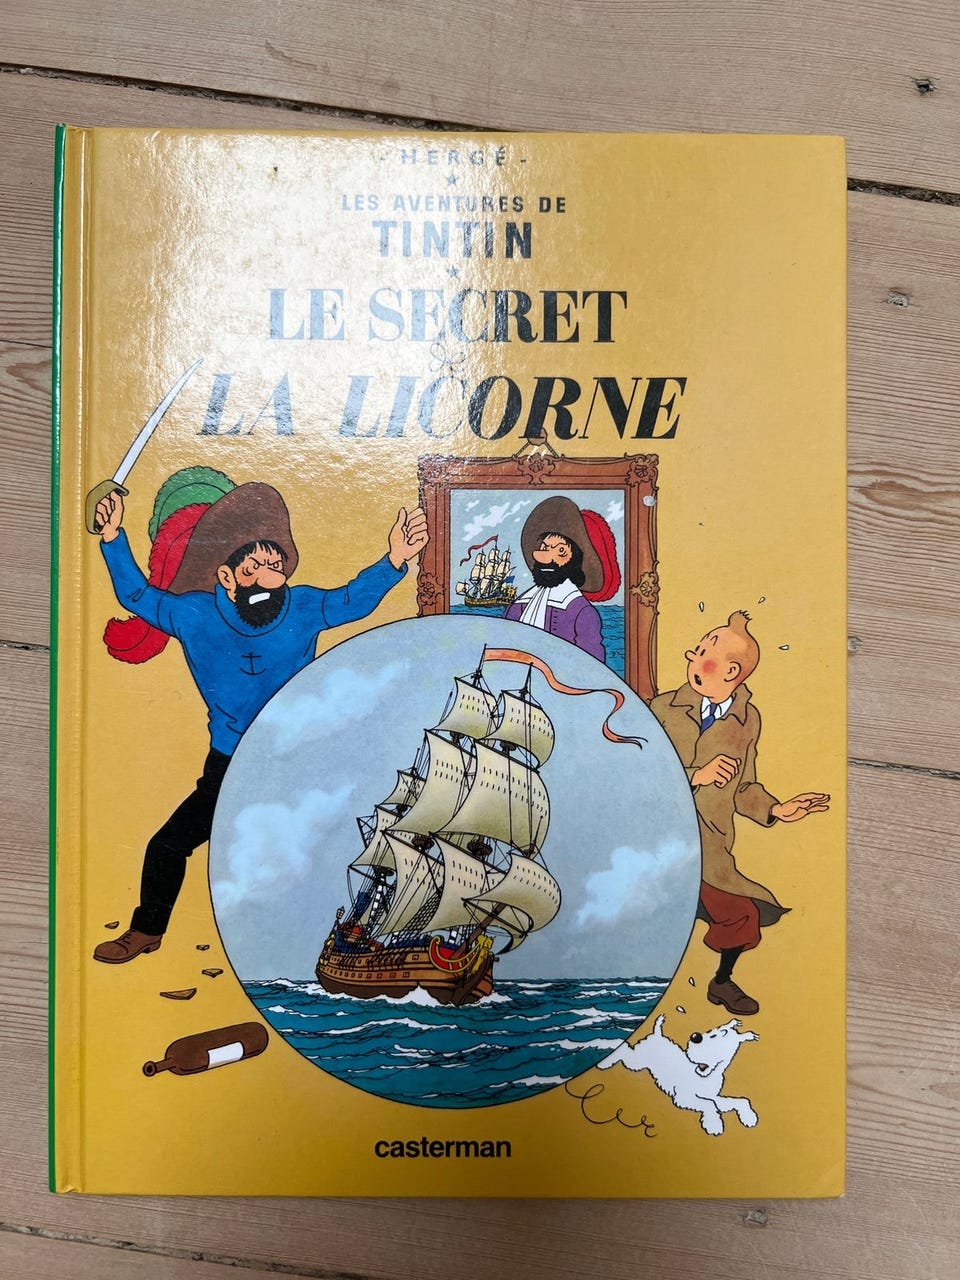 - HERGÉ -
LES AVENTURES DE
TINTIN
LE SECRET
LA LICORNE
casterman